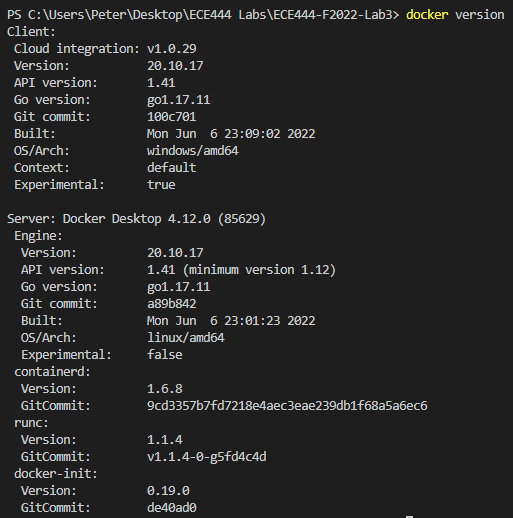 PS C:\Users\Peter\Desktop\ECE444 Labs\ECE444-F2022-Lab3> docker version
Client:
 Cloud integration: v1.0.29
 Version:           20.10.17
 API version:       1.41
 Go version:        go1.17.11
 Git commit:        100c701
 Built:             Mon Jun  6 23:09:02 2022
 OS/Arch:           windows/amd64
 Context:           default
 Experimental:      true

Server: Docker Desktop 4.12.0 (85629)
 Engine:
  Version:          20.10.17
  API version:      1.41 (minimum version 1.12)
  Go version:       go1.17.11
  Git commit:       a89b842
  Built:            Mon Jun  6 23:01:23 2022
  OS/Arch:          linux/amd64
  Experimental:     false
 containerd:
  Version:          1.6.8
  GitCommit:        9cd3357b7fd7218e4aec3eae239db1f68a5a6ec6
 runc:
  Version:          1.1.4
  GitCommit:        v1.1.4-0-g5fd4c4d
 docker-init:
  Version:          0.19.0
  GitCommit:        de40ad0